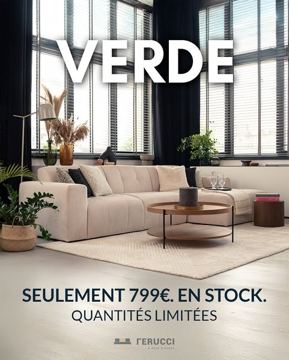 VERDE
SEULEMENT 799€. EN STOCK.
QUANTITÉS LIMITÉES
FERUCCI